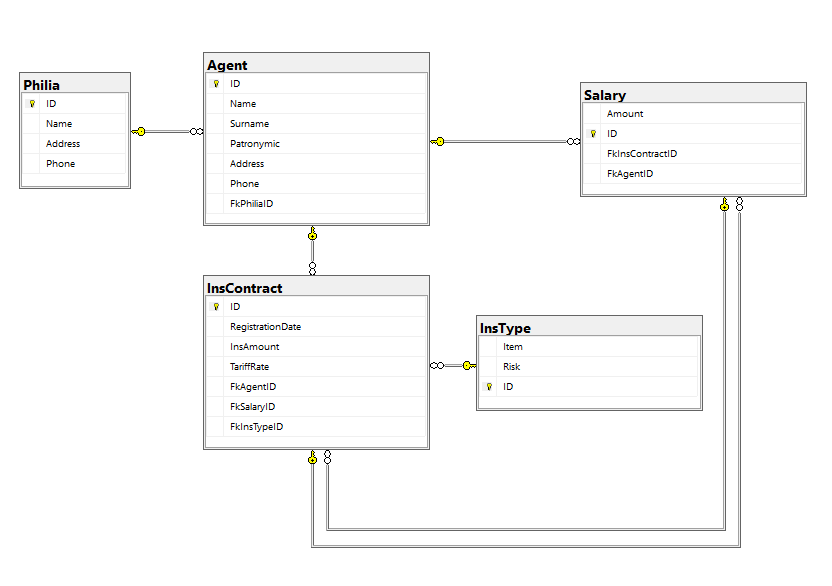 Philia
ID
Name
Address
Phone
Agent
ID
Name
Surname
Patronymic
Address
Phone
FkPhiliaID
Salary
Amount
ID
FkInsContractID
FkAgentID
InsContract
ID
RegistrationDate
InsAmount
TariffRate
FkAgentID
FkSalaryID
FkInsTypeID
InsType
Item
Risk
ID